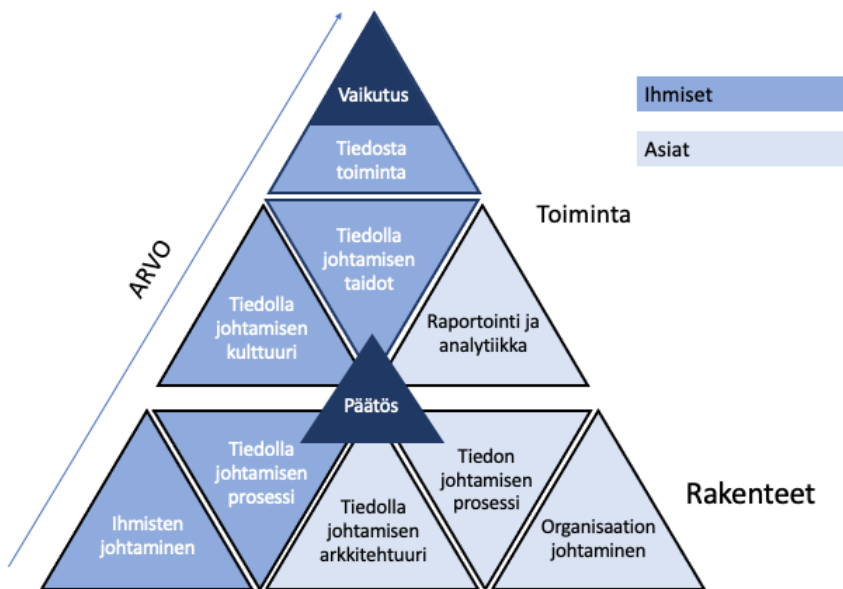 Vaikutus
Ihmiset
Tiedosta
toiminta
Asiat
Toiminta
ARVO
Tiedolla
johtamisen
taidot
Tiedolla
johtamisen
kulttuuri
Raportointi ja
analytiikka
Päätös
Ihmisten
johtaminen
Tiedolla
johtamisen
prosessi
Tiedolla
johtamisen
arkkitehtuuri
Tiedon
johtamisen
prosessi
Organisaation
johtaminen
Rakenteet